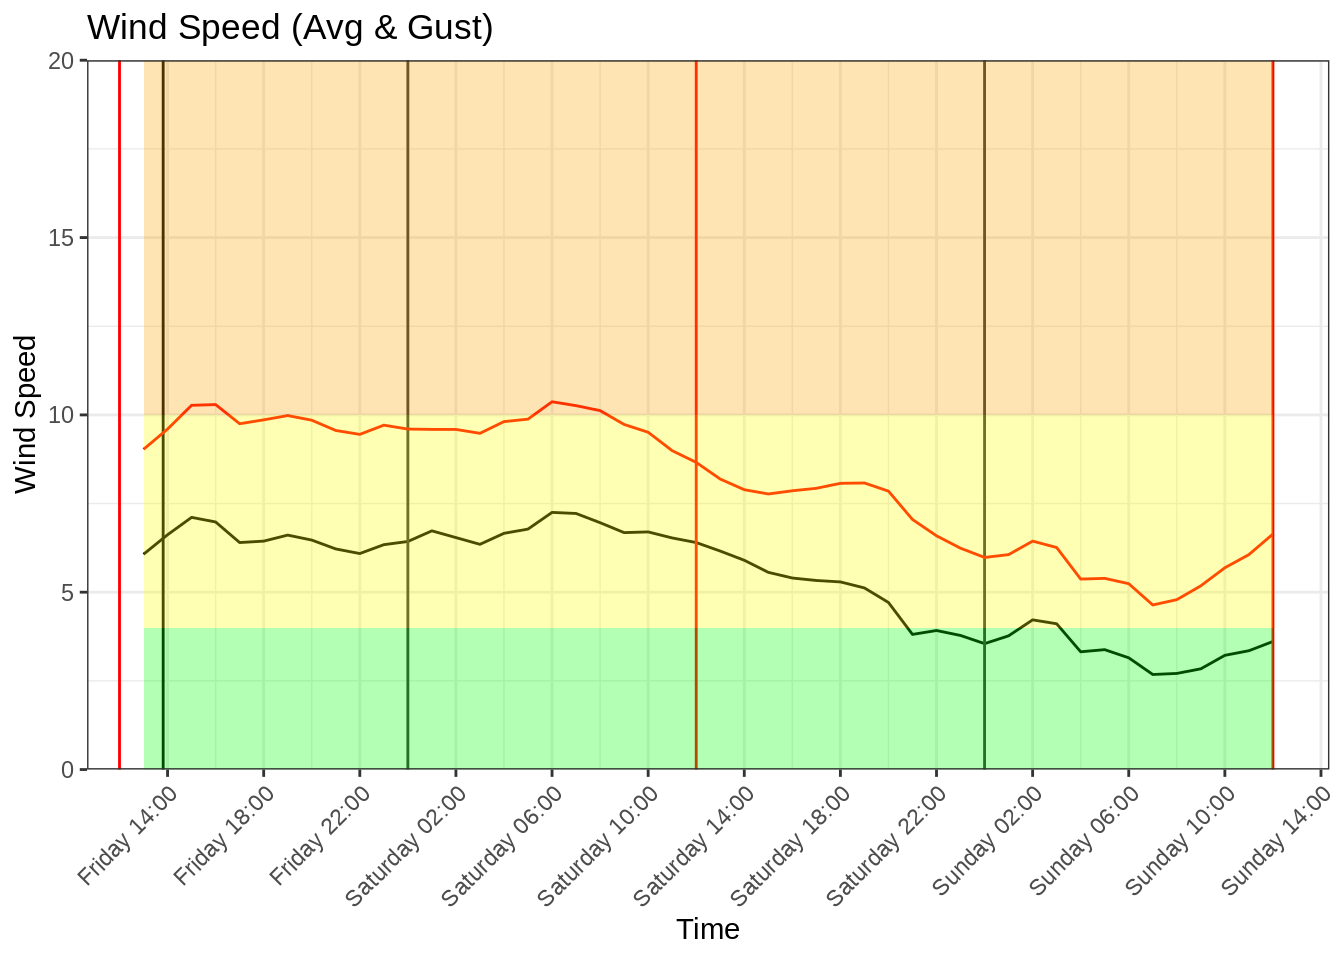 Wind Speed (Avg & Gust)
Wind Speed
20
15
10
5
0
Friday 14:00
Friday 18:00
Friday 22:00
Saturday 02:00
Saturday 06:00
Saturday 10:00
Saturday 14:00
Saturday 18:00
Saturday 22:00
Sunday 02:00
Sunday 06:00
Sunday 10:00
Sunday 14:00
Time